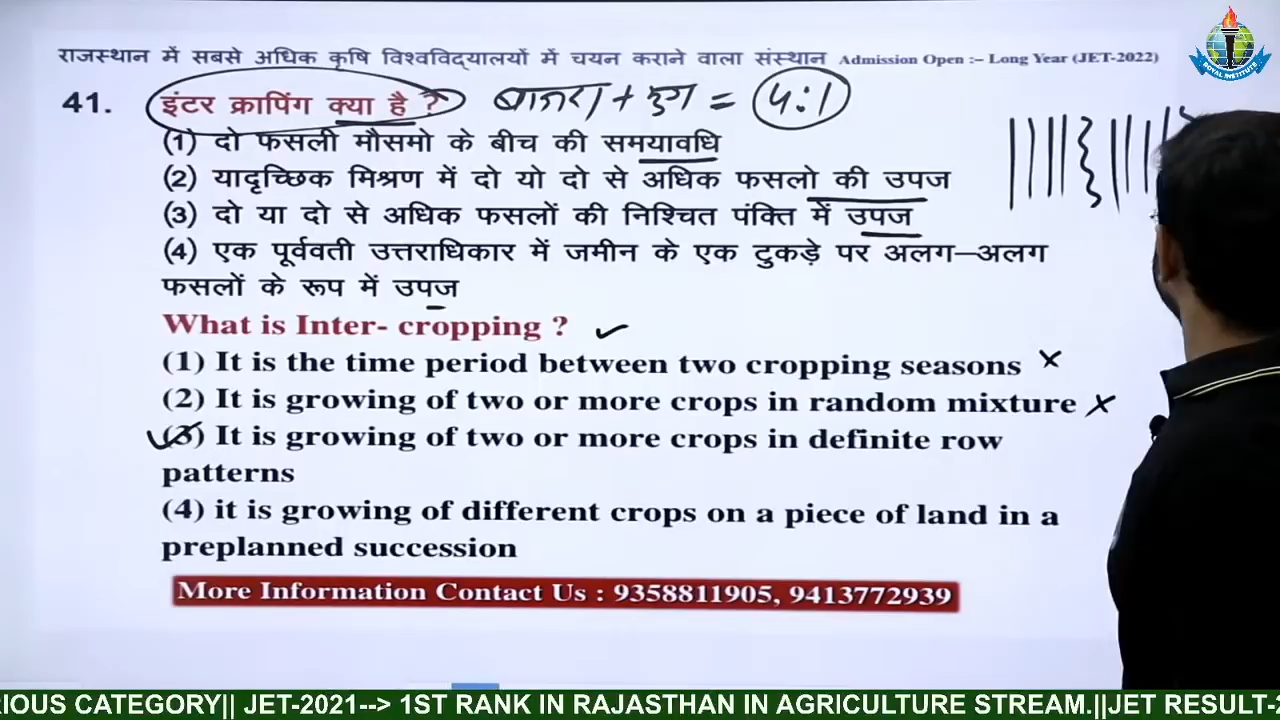 राजस्थान में सबसे अधिक कृषि विश्वविद्यालयों में चयन कराने वाला संस्थान Admission Open :– Long Year (JET-2022)
41. इंटर क्रापिंग क्या है ? बाजरा + मूंग = 4:1
(1) दो फसली मौसमो के बीच की समयावधि
(2) यादृच्छिक मिश्रण में दो यो दो से अधिक फसलो की उपज
(3) दो या दो से अधिक फसलों की निश्चित पंक्ति में उपज
(4) एक पूर्ववती उत्तराधिकार में जमीन के एक टुकड़े पर अलग–अलग
फसलों के रूप में उपज
What is Inter- cropping ?
(1) It is the time period between two cropping seasons
(2) It is growing of two or more crops in random mixture
(3) It is growing of two or more crops in definite row
patterns
(4) it is growing of different crops on a piece of land in a
preplanned succession
More Information Contact Us : 9358811905, 9413772939
ROYAL INSTITUTE
RIOUS CATEGORY|| JET-2021--> 1ST RANK IN RAJASTHAN IN AGRICULTURE STREAM.||JET RESULT-2